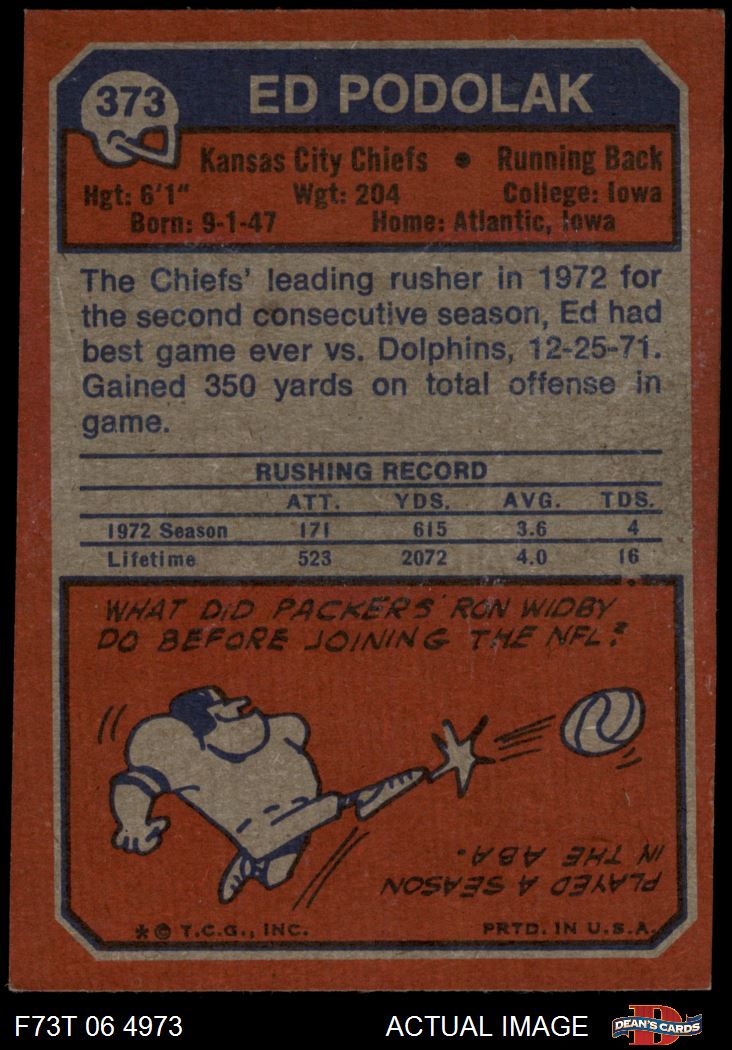 373
ED PODOLAK
Kansas City Chiefs • Running Back
Hgt: 6'1" Wgt: 204 College: Iowa
Born: 9-1-47 Home: Atlantic, Iowa
The Chiefs' leading rusher in 1972 for
the second consecutive season, Ed had
best game ever vs. Dolphins, 12-25-71.
Gained 350 yards on total offense in
game.
RUSHING RECORD
ATT. YDS. AVG. TDS.
1972 Season 171 615 3.6 4
Lifetime 523 2072 4.0 16
WHAT DID PACKERS' RON WIDBY
DO BEFORE JOINING THE NFL?
PLAYED A SEASON
IN THE ABA.
*© T.C.G., INC. PRTD. IN U.S.A.
F73T 06 4973 ACTUAL IMAGE
D
DEAN'S CARDS